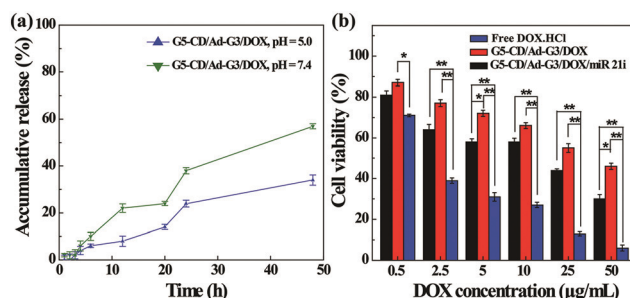 (a)
G5-CD/Ad-G3/DOX, pH = 5.0
G5-CD/Ad-G3/DOX, pH = 7.4
Accumulative release (%)
100
80
60
40
20
0
0 10 20 30 40 50
Time (h)
(b)
Free DOX.HCl
G5-CD/Ad-G3/DOX
G5-CD/Ad-G3/DOX/miR 21i
Cell viability (%)
100
80
60
40
20
0
*
**
**
**
* **
**
**
**
**
**
* **
0.5 2.5 5 10 25 50
DOX concentration (μg/mL)